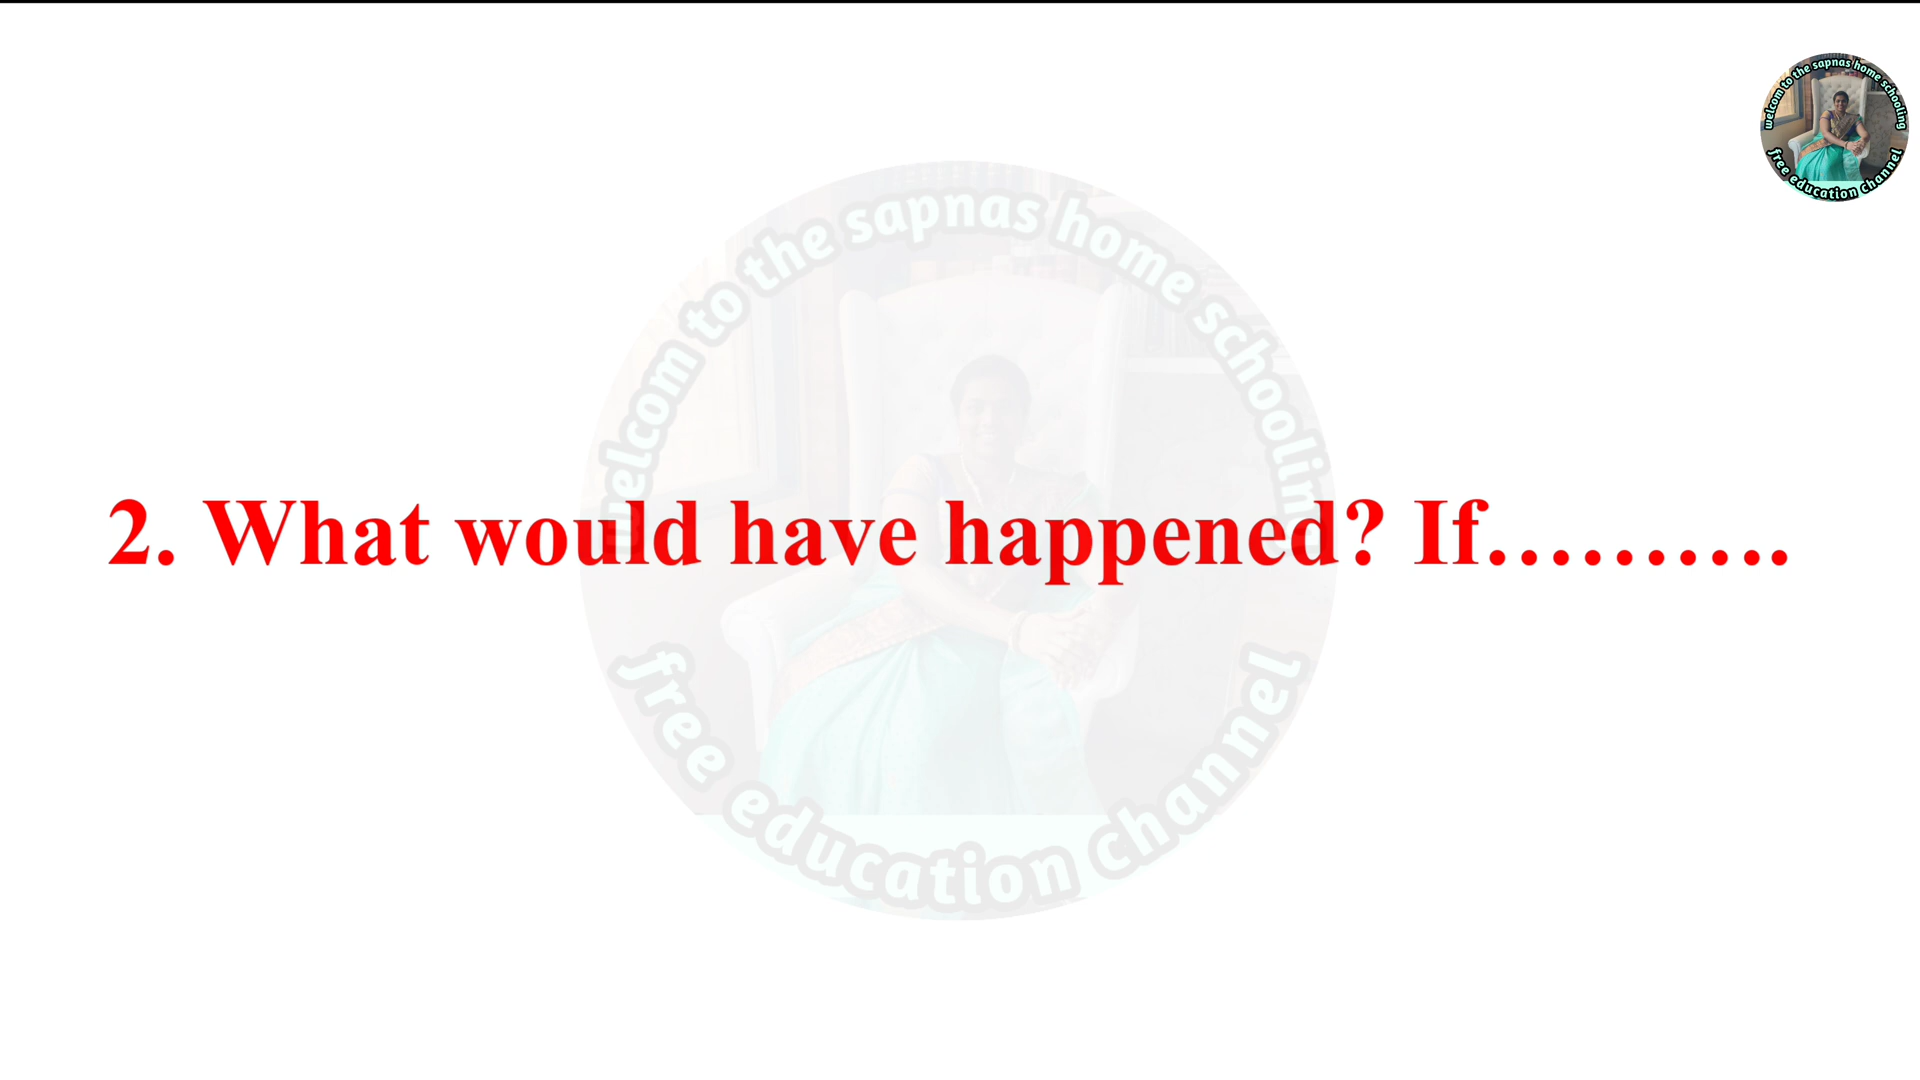 welcom to the sapnas home schooling
free education channel
welcom to the sapnas home schoolin
2. What would have happened? If……….
free education channel